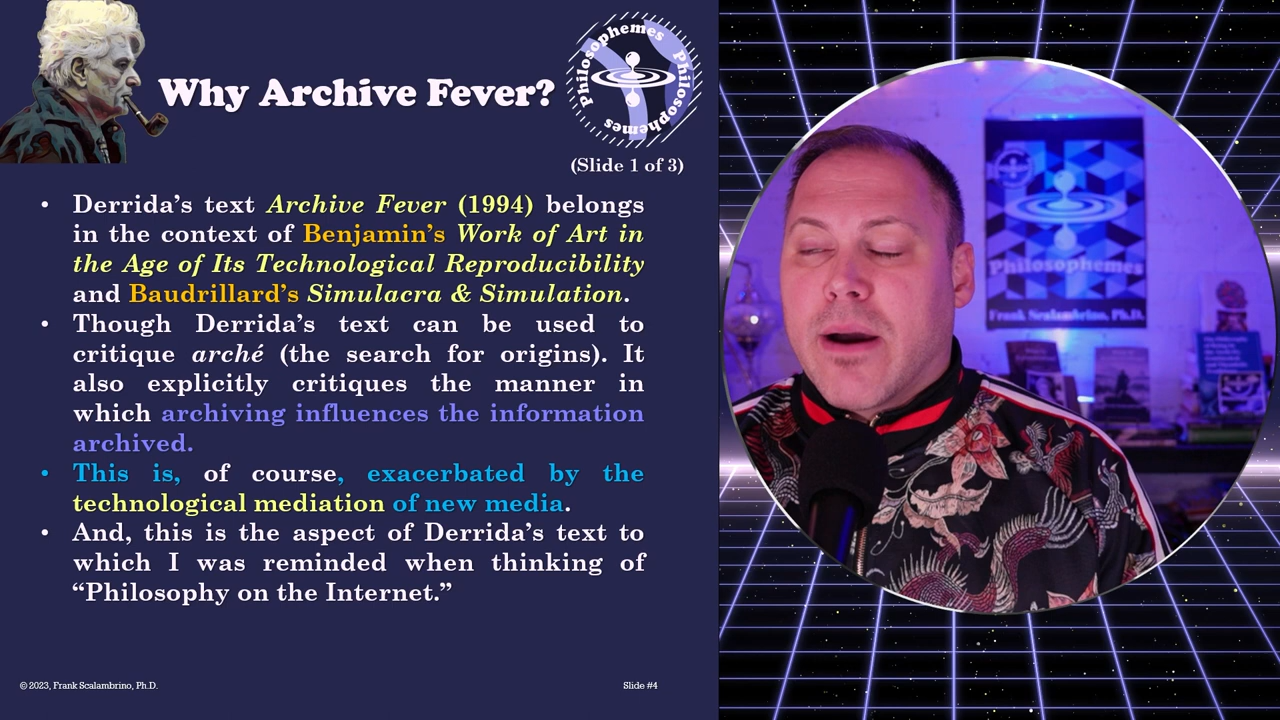 Why Archive Fever?
Philosophemes Philosophemes Philosophemes
(Slide 1 of 3)
• Derrida’s text Archive Fever (1994) belongs
in the context of Benjamin’s Work of Art in
the Age of Its Technological Reproducibility
and Baudrillard’s Simulacra & Simulation.
• Though Derrida’s text can be used to
critique arché (the search for origins). It
also explicitly critiques the manner in
which archiving influences the information
archived.
• This is, of course, exacerbated by the
technological mediation of new media.
• And, this is the aspect of Derrida’s text to
which I was reminded when thinking of
“Philosophy on the Internet.”
© 2023, Frank Scalambrino, Ph.D.
Slide #4
Philosophemes
Frank Scalambrino, Ph.D.